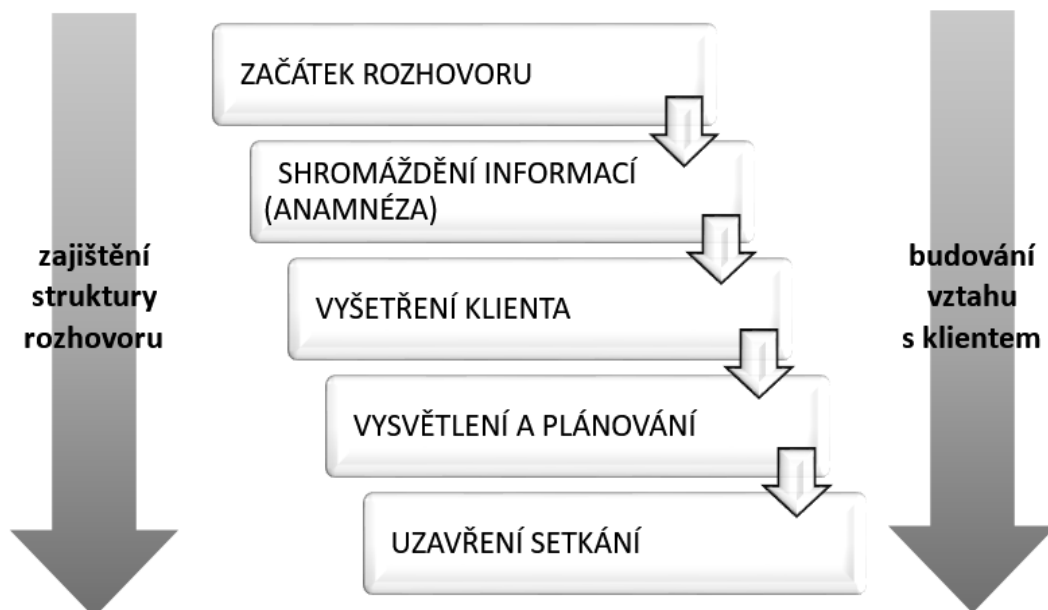 ZAČÁTEK ROZHOVORU
SHROMÁŽDĚNÍ INFORMACÍ
(ANAMNÉZA)
zajištění
struktury
rozhovoru
budování
vztahu
s klientem
VYŠETŘENÍ KLIENTA
VYSVĚTLENÍ A PLÁNOVÁNÍ
UZAVŘENÍ SETKÁNÍ